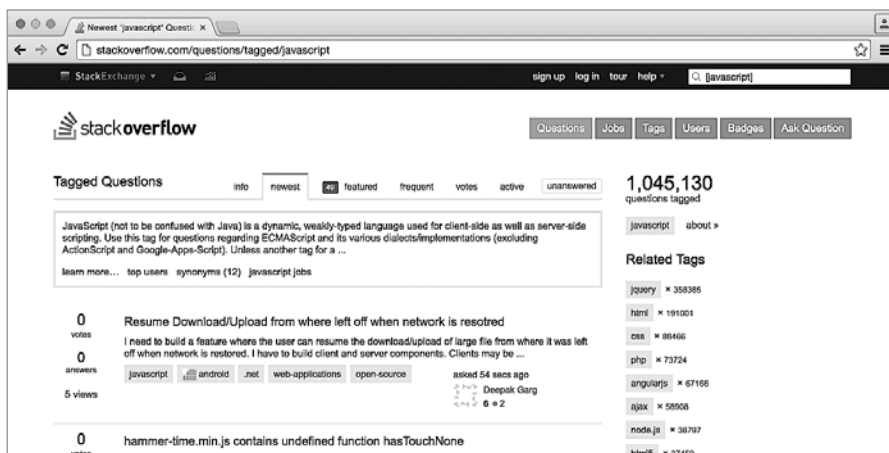 Newest 'javascript' Questic
stackoverflow.com/questions/tagged/javascript
StackExchange
sign up log in tour help
[javascript]
stackoverflow
Questions Jobs Tags Users Badges Ask Question
Tagged Questions
info newest 49 featured frequent votes active unanswered
1,045,130
questions tagged
javascript about »
JavaScript (not to be confused with Java) is a dynamic, weakly-typed language used for client-side as well as server-side
scripting. Use this tag for questions regarding ECMAScript and its various dialects/implementations (excluding
ActionScript and Google-Apps-Script). Unless another tag for a ...
learn more... top users synonyms (12) javascript jobs
Related Tags
jquery × 358385
html × 191001
css × 88466
php × 73724
angularjs × 67166
ajax × 58908
node.js × 38797
0
votes
0
answers
5 views
Resume Download/Upload from where left off when network is resotred
I need to build a feature where the user can resume the download/upload of large file from where it was left
off when network is restored. I have to build client and server components. Clients may be ...
javascript android .net web-applications open-source
asked 54 secs ago
Deepak Garg
6 2
0
hammer-time.min.js contains undefined function hasTouchNone